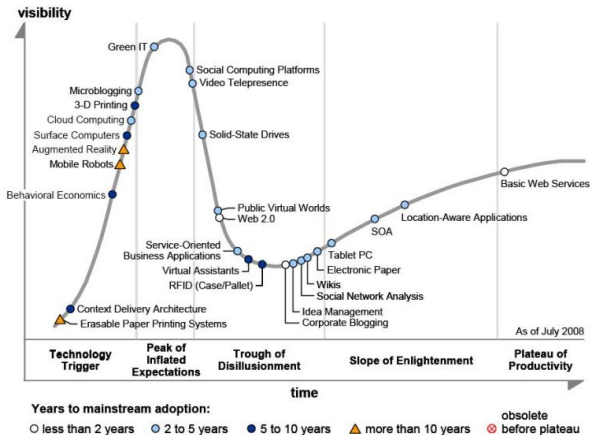 visibility
Green IT
Social Computing Platforms
Video Telepresence
Microblogging
3-D Printing
Cloud Computing
Surface Computers
Augmented Reality
Mobile Robots
Solid-State Drives
Basic Web Services
Behavioral Economics
Public Virtual Worlds
Web 2.0
Location-Aware Applications
SOA
Service-Oriented
Business Applications
Virtual Assistants
RFID (Case/Pallet)
Tablet PC
Electronic Paper
Wikis
Social Network Analysis
Idea Management
Corporate Blogging
Context Delivery Architecture
Erasable Paper Printing Systems
As of July 2008
Technology
Trigger
Peak of
Inflated
Expectations
Trough of
Disillusionment
Slope of Enlightenment
Plateau of
Productivity
time
Years to mainstream adoption:
less than 2 years
2 to 5 years
5 to 10 years
more than 10 years
obsolete
before plateau